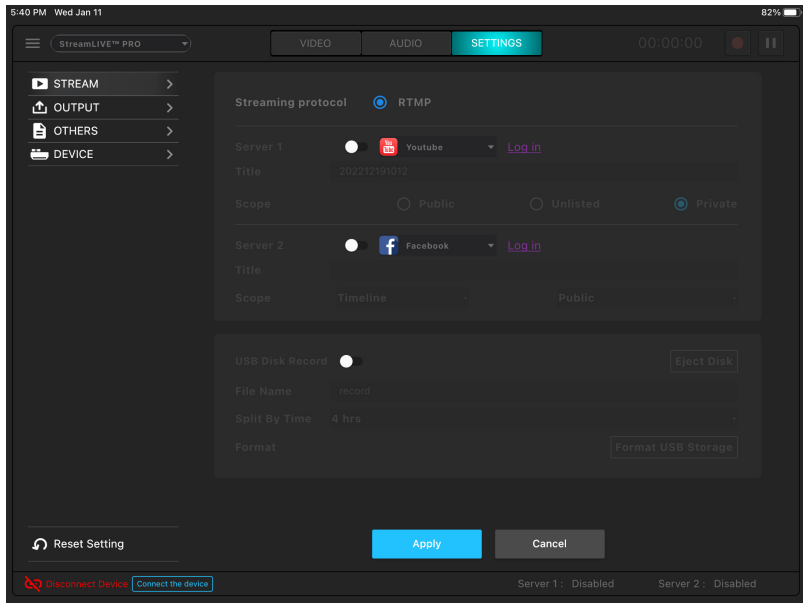 5:40 PM Wed Jan 11 82%
StreamLIVE™ PRO VIDEO AUDIO SETTINGS 00:00:00
STREAM
OUTPUT
OTHERS
DEVICE
Streaming protocol RTMP
Server 1 You Tube Youtube Log in
Title 202212191012
Scope Public Unlisted Private
Server 2 Facebook Log in
Title
Scope Timeline Public
USB Disk Record Eject Disk
File Name record
Split By Time 4 hrs
Format Format USB Storage
Reset Setting Apply Cancel
Disconnect Device Connect the device Server 1 : Disabled Server 2 : Disabled